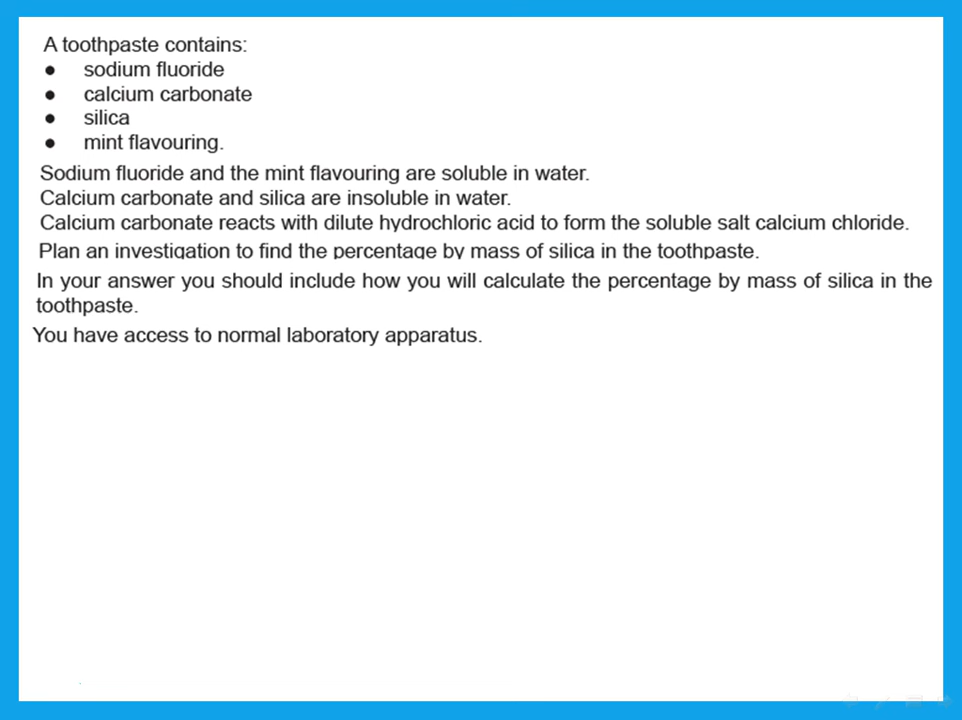 A toothpaste contains:
● sodium fluoride
● calcium carbonate
● silica
● mint flavouring.
Sodium fluoride and the mint flavouring are soluble in water.
Calcium carbonate and silica are insoluble in water.
Calcium carbonate reacts with dilute hydrochloric acid to form the soluble salt calcium chloride.
Plan an investigation to find the percentage by mass of silica in the toothpaste.
In your answer you should include how you will calculate the percentage by mass of silica in the
toothpaste.
You have access to normal laboratory apparatus.